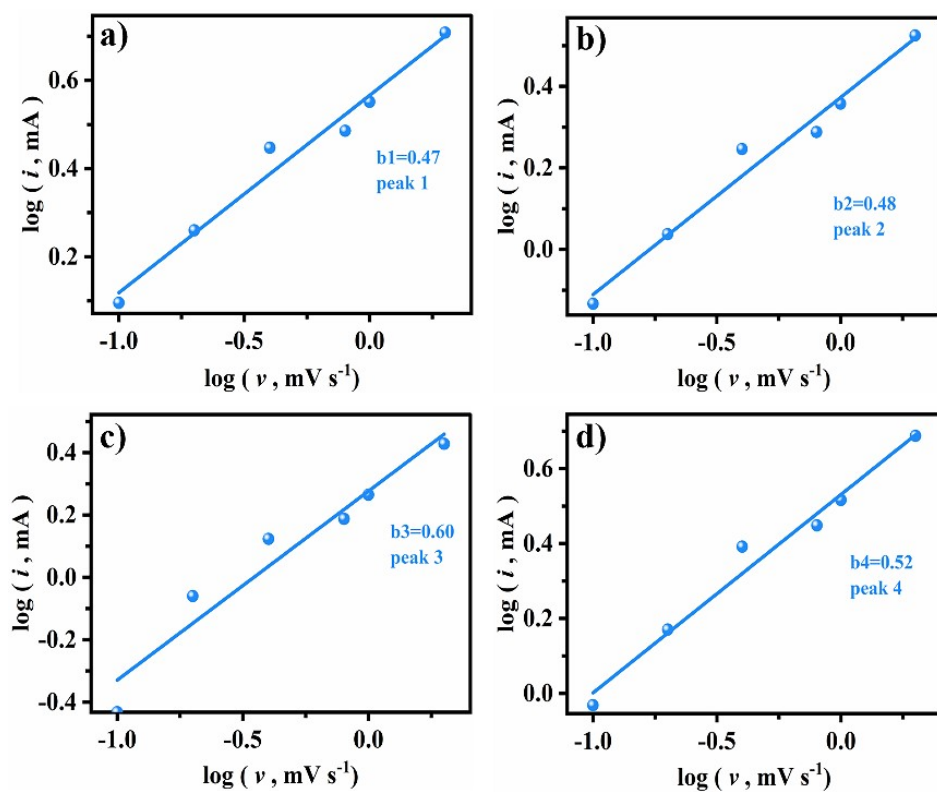 a)
log ( i , mA )
0.6
0.4
0.2
b1=0.47
peak 1
-1.0 -0.5 0.0
log ( v , mV s⁻¹)
b)
log ( i , mA )
0.4
0.2
0.0
b2=0.48
peak 2
-1.0 -0.5 0.0
log ( v , mV s⁻¹)
c)
log ( i , mA )
0.4
0.2
0.0
-0.2
-0.4
b3=0.60
peak 3
-1.0 -0.5 0.0
log ( v , mV s⁻¹)
d)
log ( i , mA )
0.6
0.4
0.2
0.0
b4=0.52
peak 4
-1.0 -0.5 0.0
log ( v , mV s⁻¹)